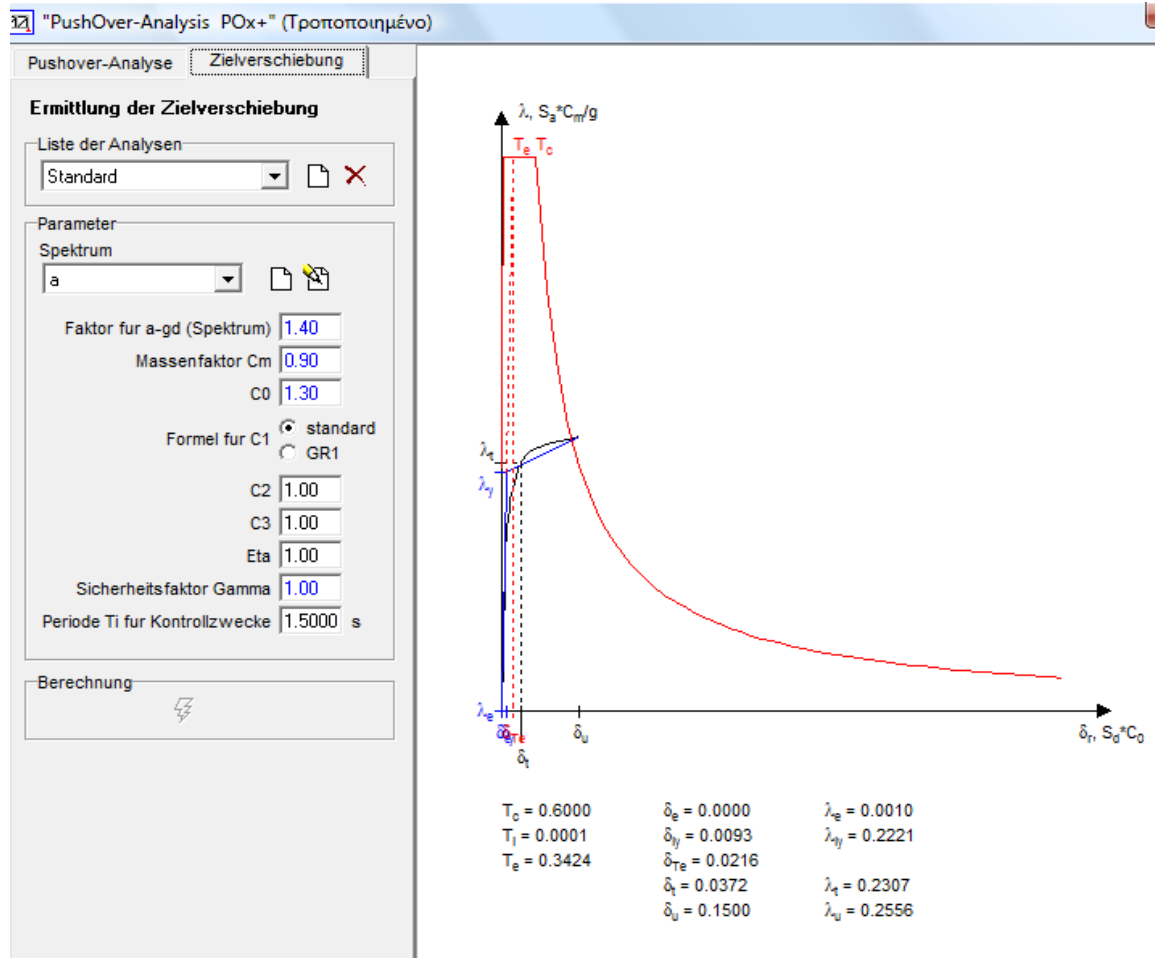 "PushOver-Analysis POx+" (Τροποποιημένο)
Pushover-Analyse
Zielverschiebung
Ermittlung der Zielverschiebung
Liste der Analysen
Standard
Parameter
Spektrum
a
Faktor fur a-gd (Spektrum) 1.40
Massenfaktor Cm 0.90
C0 1.30
Formel fur C1
standard
GR1
C2 1.00
C3 1.00
Eta 1.00
Sicherheitsfaktor Gamma 1.00
Periode Ti fur Kontrollzwecke 1.5000 s
Berechnung
λ, Sa*Cm/g
Te Tc
λt
λy
λe
δu
δt
δr, Sd*C0
Tc = 0.6000 δe = 0.0000 λe = 0.0010
Ti = 0.0001 δy = 0.0093 λy = 0.2221
Te = 0.3424 δTe = 0.0216
δt = 0.0372 λt = 0.2307
δu = 0.1500 λu = 0.2556